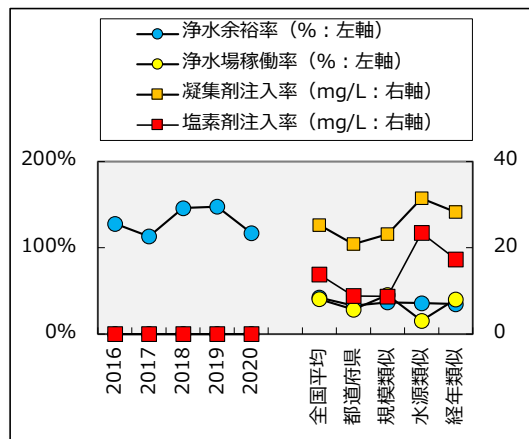 浄水余裕率（%：左軸）
浄水場稼働率（%：左軸）
凝集剤注入率（mg/L：右軸）
塩素剤注入率（mg/L：右軸）
200%
100%
0%
40
20
0
2016
2017
2018
2019
2020
全国平均
都道府県
規模類似
水源類似
経年類似